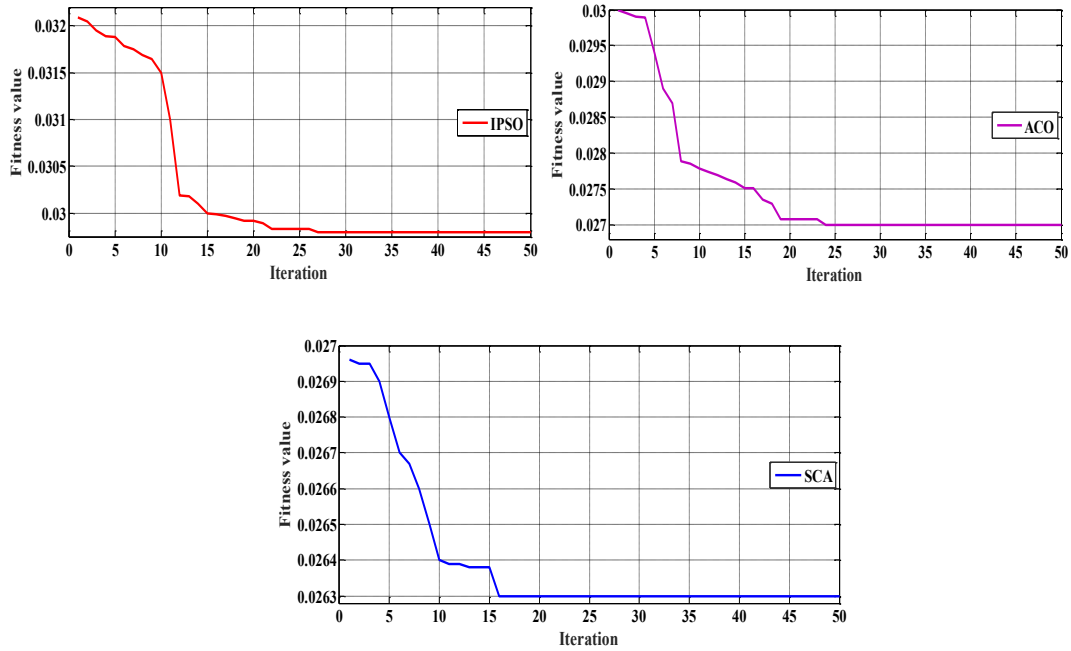 0.032
0.0315
0.031
0.0305
0.03
Fitness value
0 5 10 15 20 25 30 35 40 45 50
Iteration
IPSO
0.03
0.0295
0.029
0.0285
0.028
0.0275
0.027
Fitness value
0 5 10 15 20 25 30 35 40 45 50
Iteration
ACO
0.027
0.0269
0.0268
0.0267
0.0266
0.0265
0.0264
0.0263
Fitness value
0 5 10 15 20 25 30 35 40 45 50
Iteration
SCA